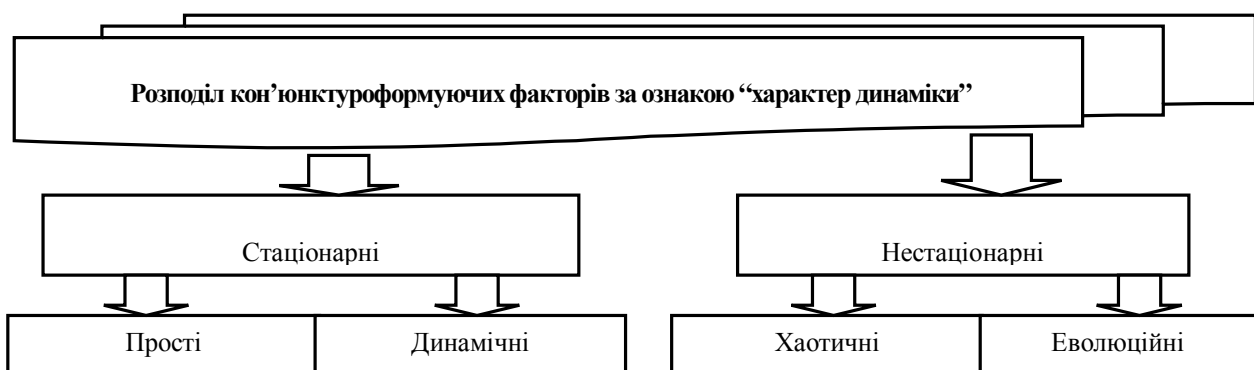 Розподіл кон’юнктуроформуючих факторів за ознакою “характер динаміки”
Стаціонарні
Нестаціонарні
Прості
Динамічні
Хаотичні
Еволюційні